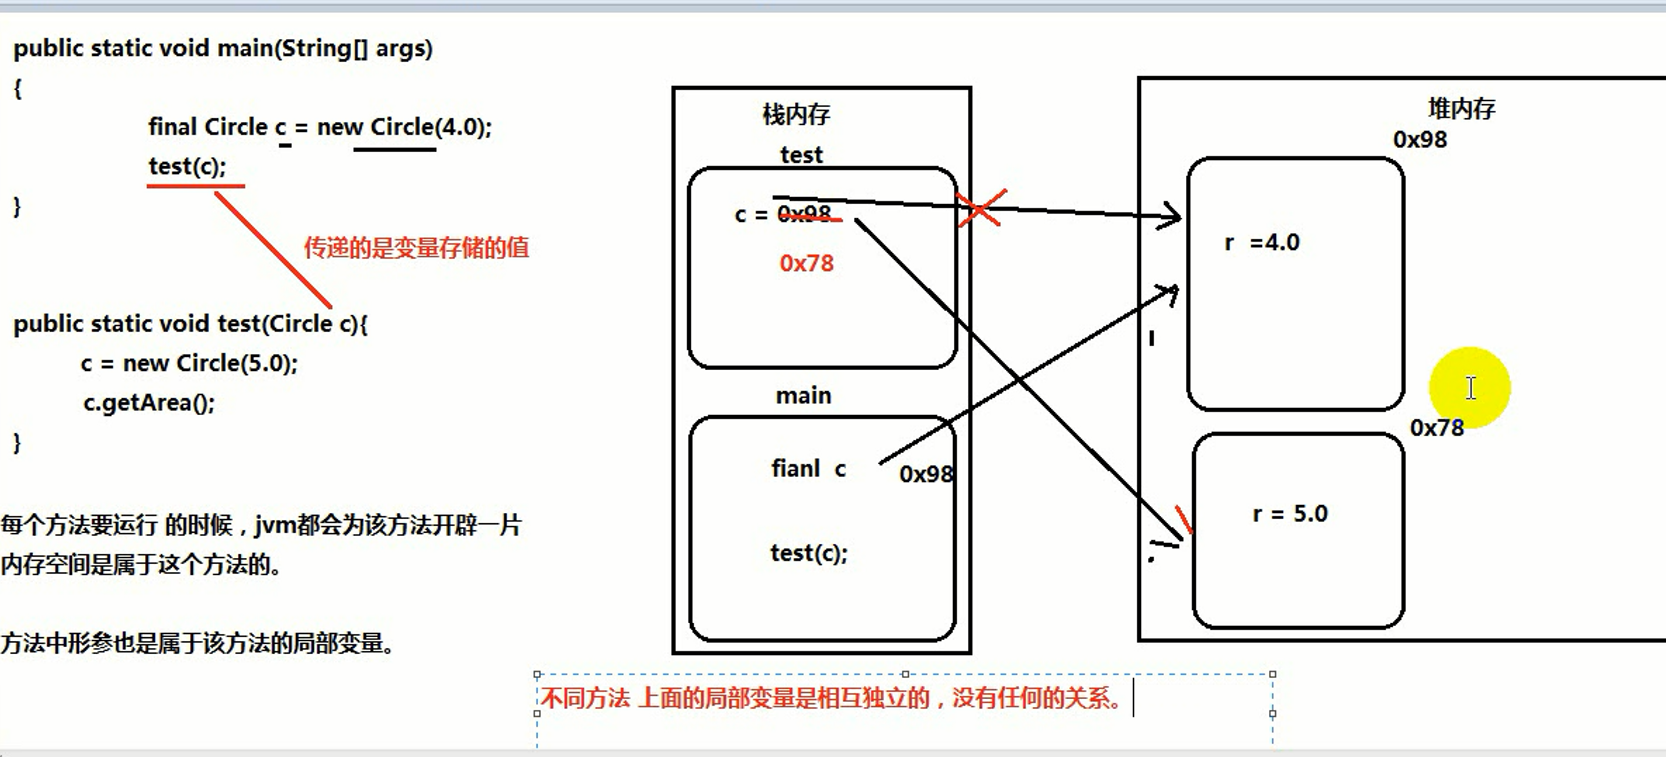 public static void main(String[] args)
{
final Circle c = new Circle(4.0);
test(c);
}
传递的是变量存储的值
public static void test(Circle c){
c = new Circle(5.0);
c.getArea();
}
每个方法要运行 的时候，jvm都会为该方法开辟一片
内存空间是属于这个方法的。
方法中形参也是属于该方法的局部变量。
栈内存
test
c = 0x98
0x78
main
fianl c
0x98
test(c);
堆内存
0x98
r =4.0
0x78
r = 5.0
不同方法 上面的局部变量是相互独立的，没有任何的关系。